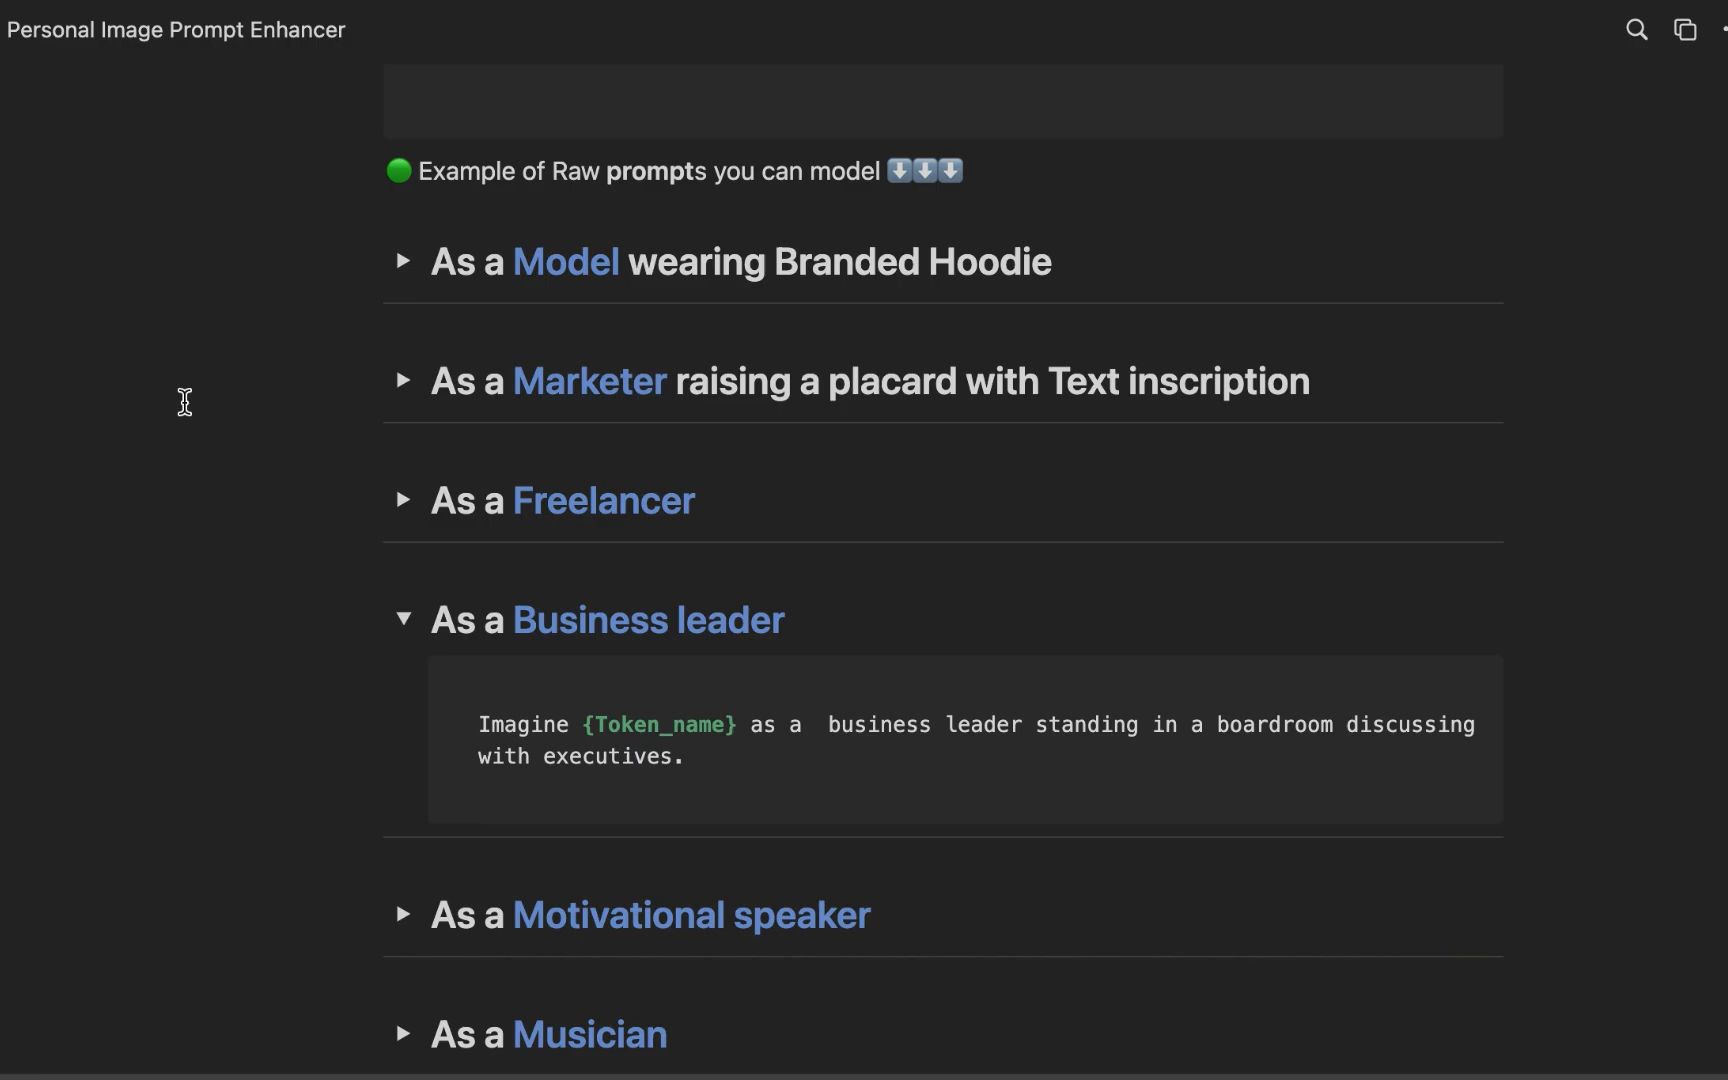 Personal Image Prompt Enhancer
🟢 Example of Raw prompts you can model ⬇️⬇️⬇️
As a Model wearing Branded Hoodie
As a Marketer raising a placard with Text inscription
As a Freelancer
As a Business leader
Imagine {Token_name} as a  business leader standing in a boardroom discussing
with executives.
As a Motivational speaker
As a Musician